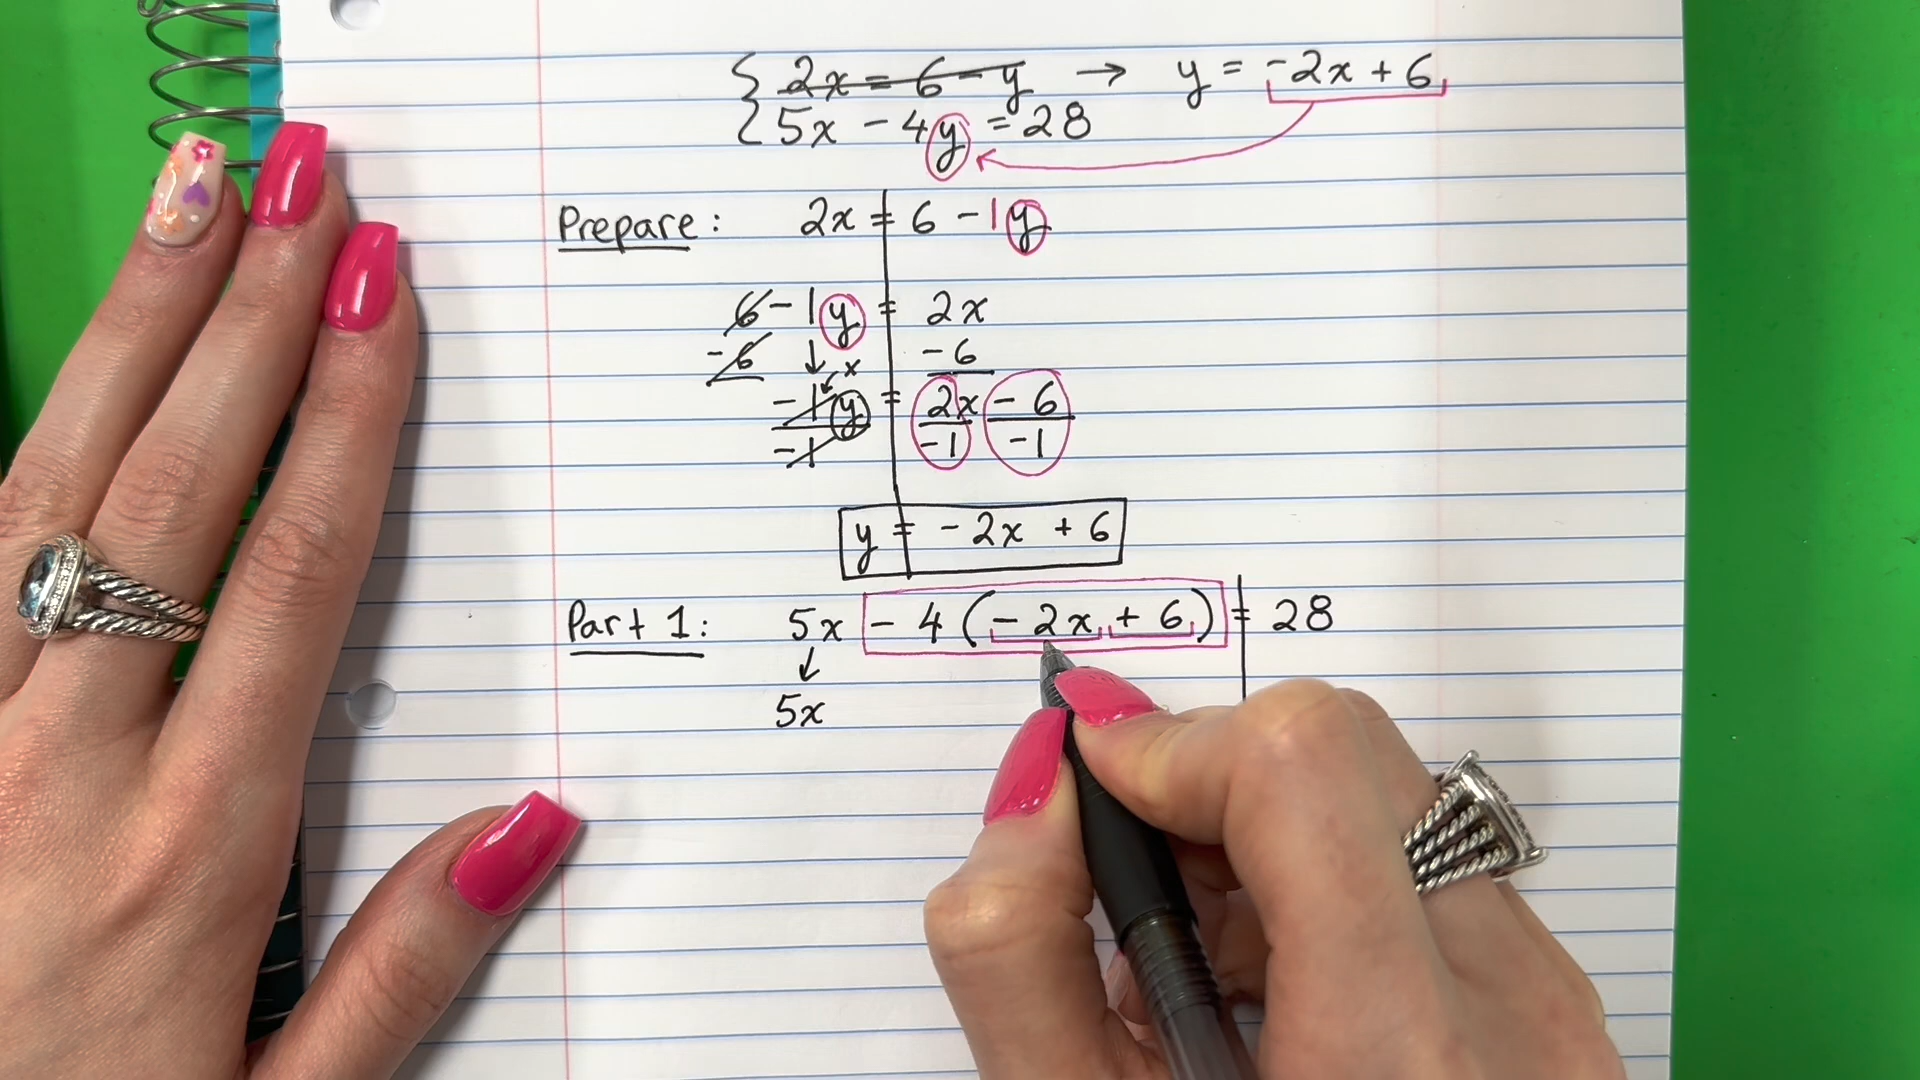 2x = 6 - y → y = -2x + 6
5x - 4y = 28
Prepare: 2x = 6 - 1y
6 - 1y = 2x
-6 -6
-1y = 2x - 6
-1 -1 -1
y = -2x + 6
Part 1: 5x - 4(-2x + 6) = 28
5x